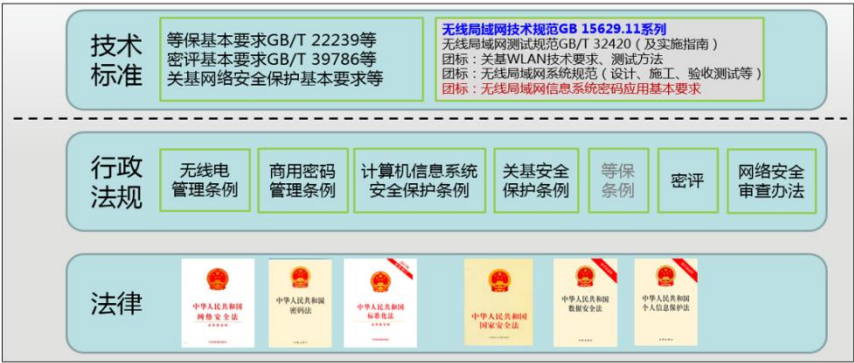 技术
标准
等保基本要求GB/T 22239等
密评基本要求GB/T 39786等
关基网络安全保护基本要求等
无线局域网技术规范GB 15629.11系列
无线局域网测试规范GB/T 32420（及实施指南）
团标：关基WLAN技术要求、测试方法
团标：无线局域网系统规范（设计、施工、验收测试等）
团标：无线局域网信息系统密码应用基本要求
行政
法规
无线电
管理条例
商用密码
管理条例
计算机信息系统
安全保护条例
关基安全
保护条例
等保
条例
密评
网络安全
审查办法
法律
中华人民共和国
网络安全法
中华人民共和国
密码法
中华人民共和国
标准化法
中华人民共和国
国家安全法
中华人民共和国
数据安全法
中华人民共和国
个人信息保护法